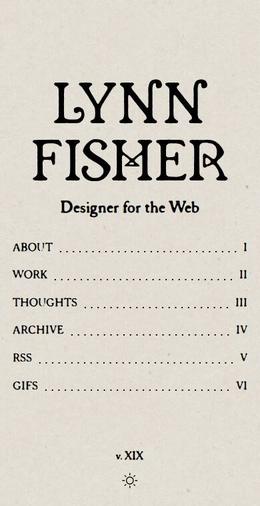 LYNN
FISHER
Designer for the Web
ABOUT I
WORK II
THOUGHTS III
ARCHIVE IV
RSS V
GIFS VI
v. XIX